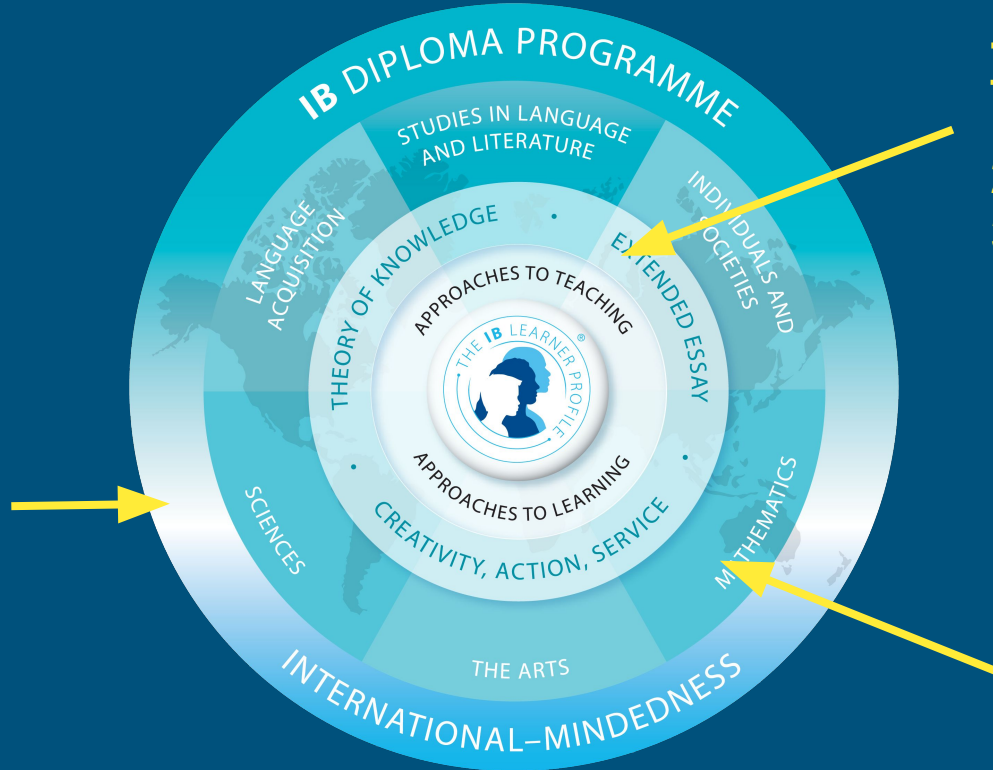 IB DIPLOMA PROGRAMME
STUDIES IN LANGUAGE
AND LITERATURE
LANGUAGE
ACQUISITION
INDIVIDUALS AND
SOCIETIES
THEORY OF KNOWLEDGE
EXTENDED ESSAY
APPROACHES TO TEACHING
THE IB LEARNER PROFILE
®
APPROACHES TO LEARNING
CREATIVITY, ACTION, SERVICE
SCIENCES
MATHEMATICS
THE ARTS
INTERNATIONAL–MINDEDNESS